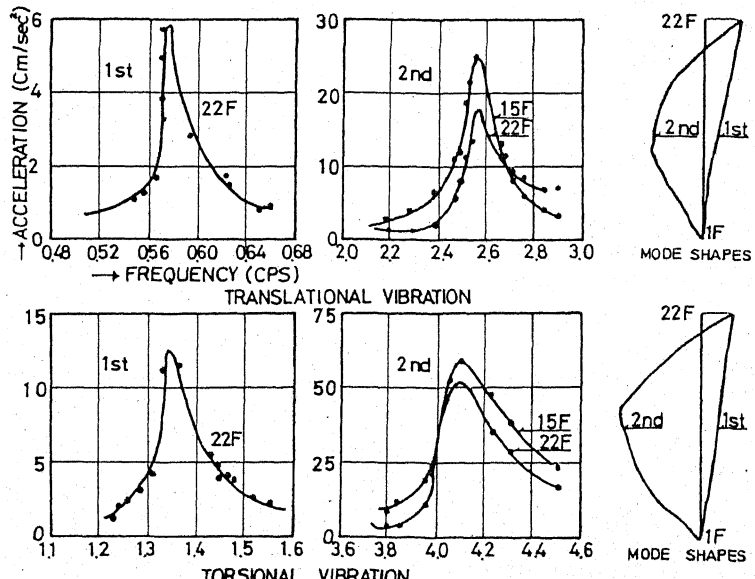 →ACCELERATION (Cm/sec²)
6
4
2
0
1st
22F
0.48 0.52 0.56 0.60 0.64 0.68
→ FREQUENCY (CPS)
30
20
10
0
2nd
15F
22F
2.0 2.2 2.4 2.6 2.8 3.0
22F
2nd
1st
1F
MODE SHAPES
TRANSLATIONAL VIBRATION
15
10
5
0
1st
22F
1.1 1.2 1.3 1.4 1.5 1.6
75
50
25
0
2nd
15F
22F
3.6 3.8 4.0 4.2 4.4 4.6
22F
2nd
1st
1F
MODE SHAPES
TORSIONAL VIBRATION